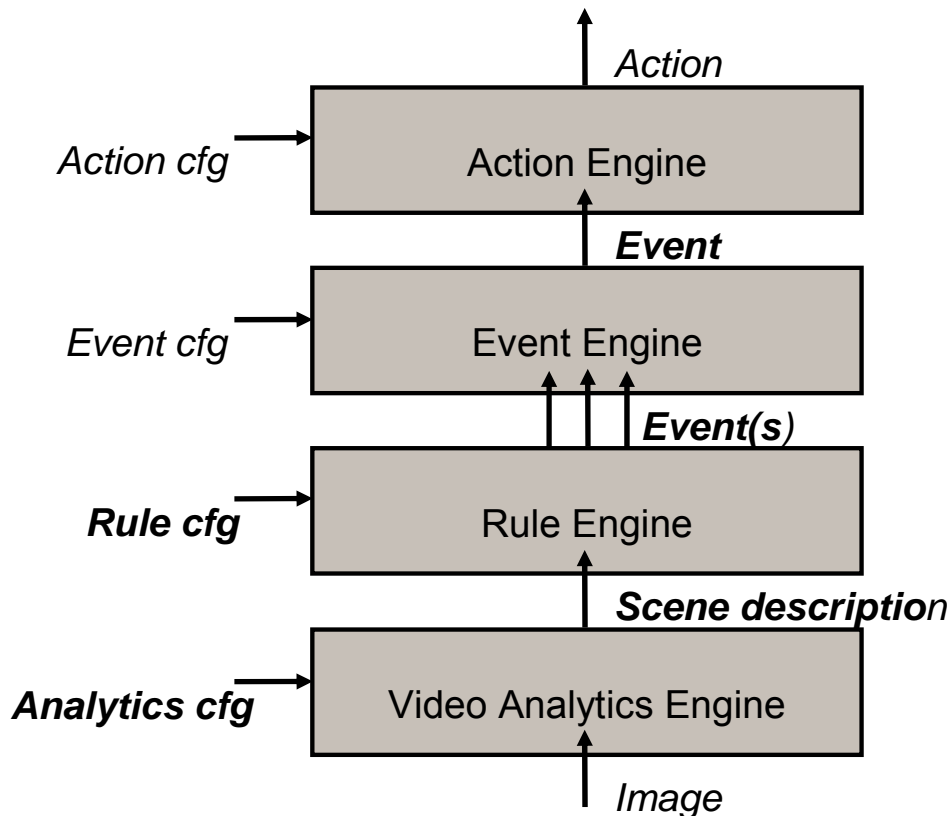 Action
Action cfg
Action Engine
Event
Event cfg
Event Engine
Event(s)
Rule cfg
Rule Engine
Scene description
Analytics cfg
Video Analytics Engine
Image